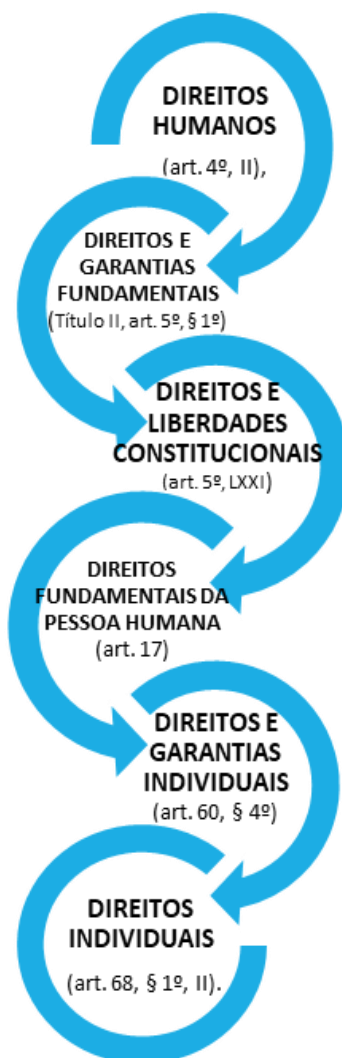 DIREITOS
HUMANOS
(art. 4º, II),
DIREITOS E
GARANTIAS
FUNDAMENTAIS
(Título II, art. 5º, § 1º)
DIREITOS E
LIBERDADES
CONSTITUCIONAIS
(art. 5º, LXXI)
DIREITOS
FUNDAMENTAIS DA
PESSOA HUMANA
(art. 17)
DIREITOS E
GARANTIAS
INDIVIDUAIS
(art. 60, § 4º)
DIREITOS
INDIVIDUAIS
(art. 68, § 1º, II).